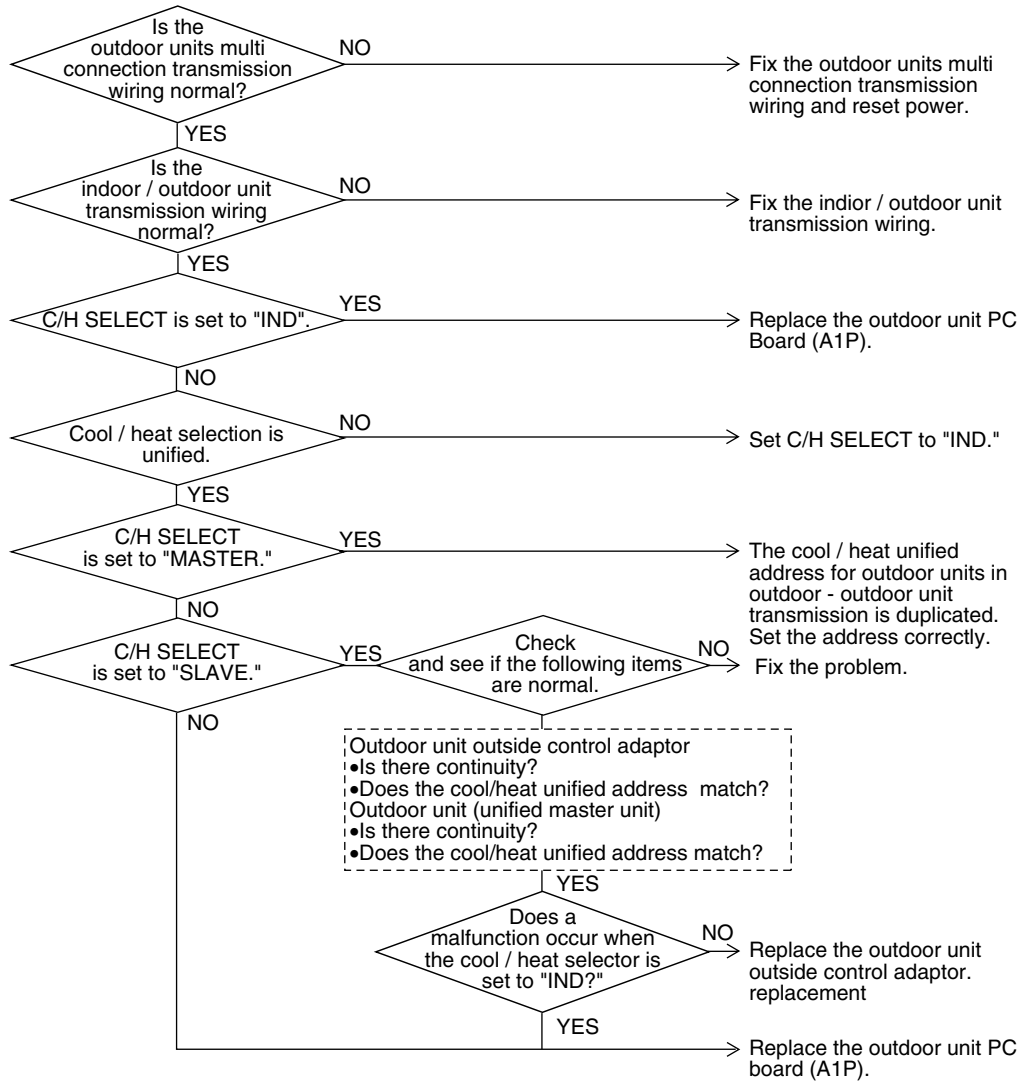 Is the
outdoor units multi
connection transmission
wiring normal?
NO
Fix the outdoor units multi
connection transmission
wiring and reset power.
YES
Is the
indoor / outdoor unit
transmission wiring
normal?
NO
Fix the indior / outdoor unit
transmission wiring.
YES
C/H SELECT is set to "IND".
YES
Replace the outdoor unit PC
Board (A1P).
NO
Cool / heat selection is
unified.
NO
Set C/H SELECT to "IND."
YES
C/H SELECT
is set to "MASTER."
YES
The cool / heat unified
address for outdoor units in
outdoor - outdoor unit
transmission is duplicated.
Set the address correctly.
NO
C/H SELECT
is set to "SLAVE."
YES
Check
and see if the following items
are normal.
NO
Fix the problem.
NO
Outdoor unit outside control adaptor
•Is there continuity?
•Does the cool/heat unified address match?
Outdoor unit (unified master unit)
•Is there continuity?
•Does the cool/heat unified address match?
YES
Does a
malfunction occur when
the cool / heat selector is
set to "IND?"
NO
Replace the outdoor unit
outside control adaptor.
replacement
YES
Replace the outdoor unit PC
board (A1P).